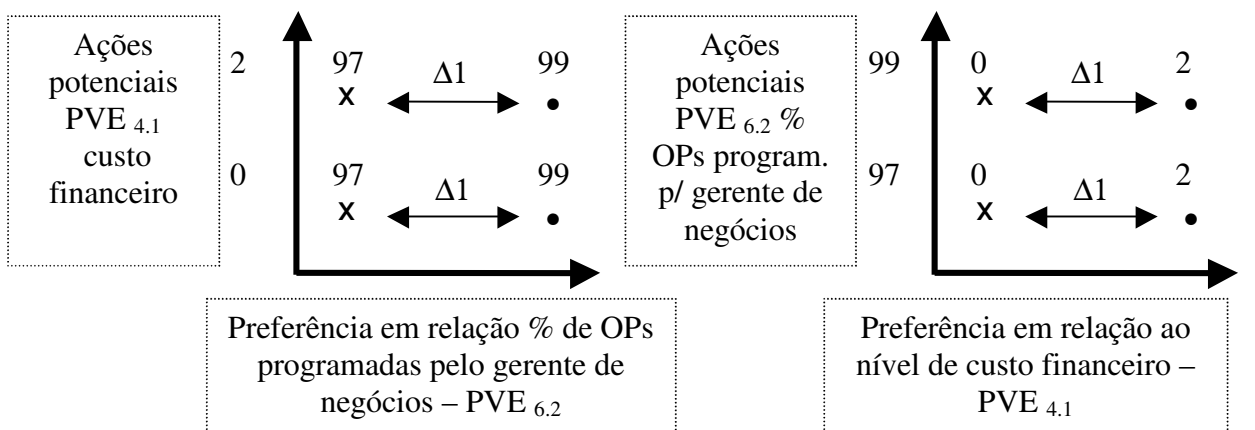 Ações
potenciais
PVE 4.1
custo
financeiro
2
97
Δ1
99
x
•
0
97
Δ1
99
x
•
Preferência em relação % de OPs
programadas pelo gerente de
negócios – PVE 6.2
Ações
potenciais
PVE 6.2 %
OPs program.
p/ gerente de
negócios
99
0
Δ1
2
x
•
97
0
Δ1
2
x
•
Preferência em relação ao
nível de custo financeiro –
PVE 4.1